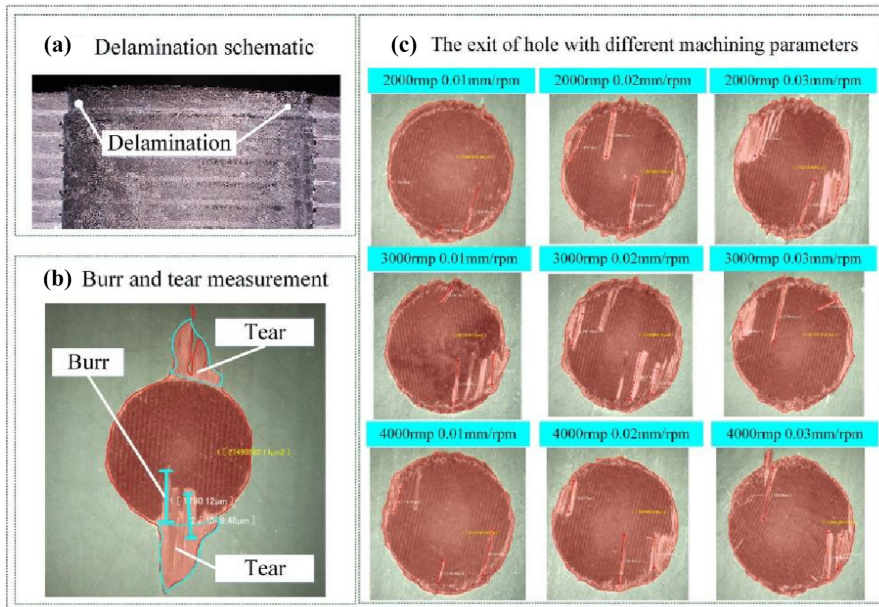 (a) Delamination schematic
Delamination
(b) Burr and tear measurement
Tear
Burr
Tear
(c) The exit of hole with different machining parameters
2000rmp 0.01mm/rpm
2000rmp 0.02mm/rpm
2000rmp 0.03mm/rpm
3000rmp 0.01mm/rpm
3000rmp 0.02mm/rpm
3000rmp 0.03mm/rpm
4000rmp 0.01mm/rpm
4000rmp 0.02mm/rpm
4000rmp 0.03mm/rpm